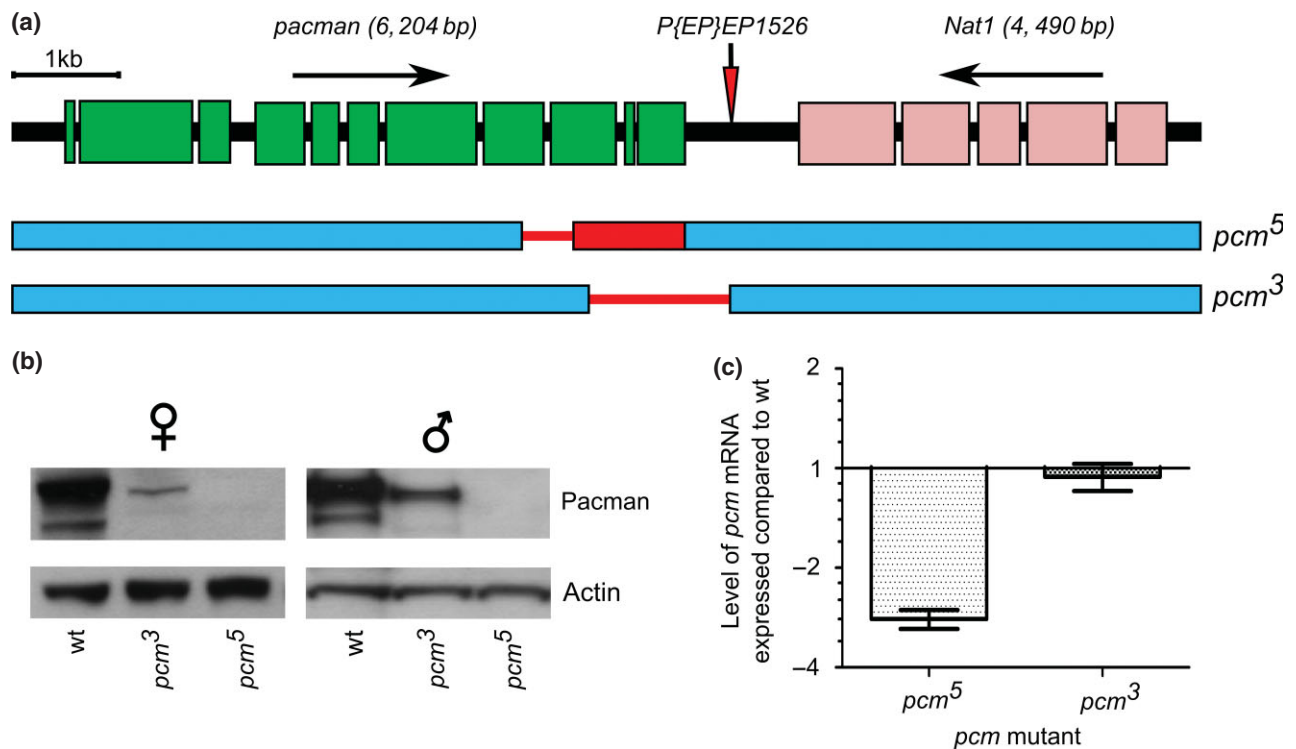 (a)
pacman (6, 204 bp)
P{EP}EP1526
Nat1 (4, 490 bp)
1kb
pcm5
pcm3
(b)
♀
♂
Pacman
Actin
wt
pcm3
pcm5
wt
pcm3
pcm5
(c)
Level of pcm mRNA
expressed compared to wt
2
1
–2
–4
pcm5
pcm3
pcm mutant